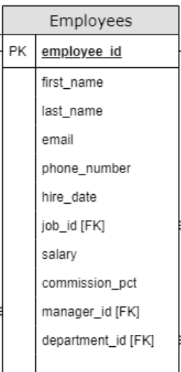 Employees
PK employee_id
first_name
last_name
email
phone_number
hire_date
job_id [FK]
salary
commission_pct
manager_id [FK]
department_id [FK]